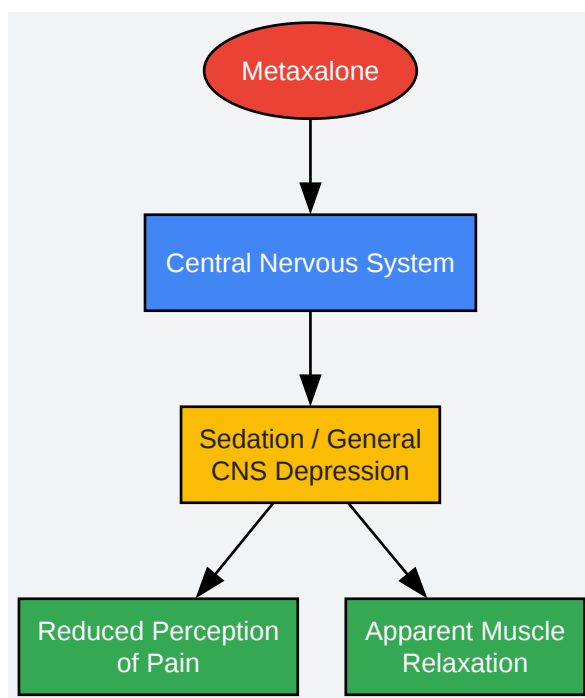 Metaxalone
Central Nervous System
Sedation / General
CNS Depression
Reduced Perception
of Pain
Apparent Muscle
Relaxation